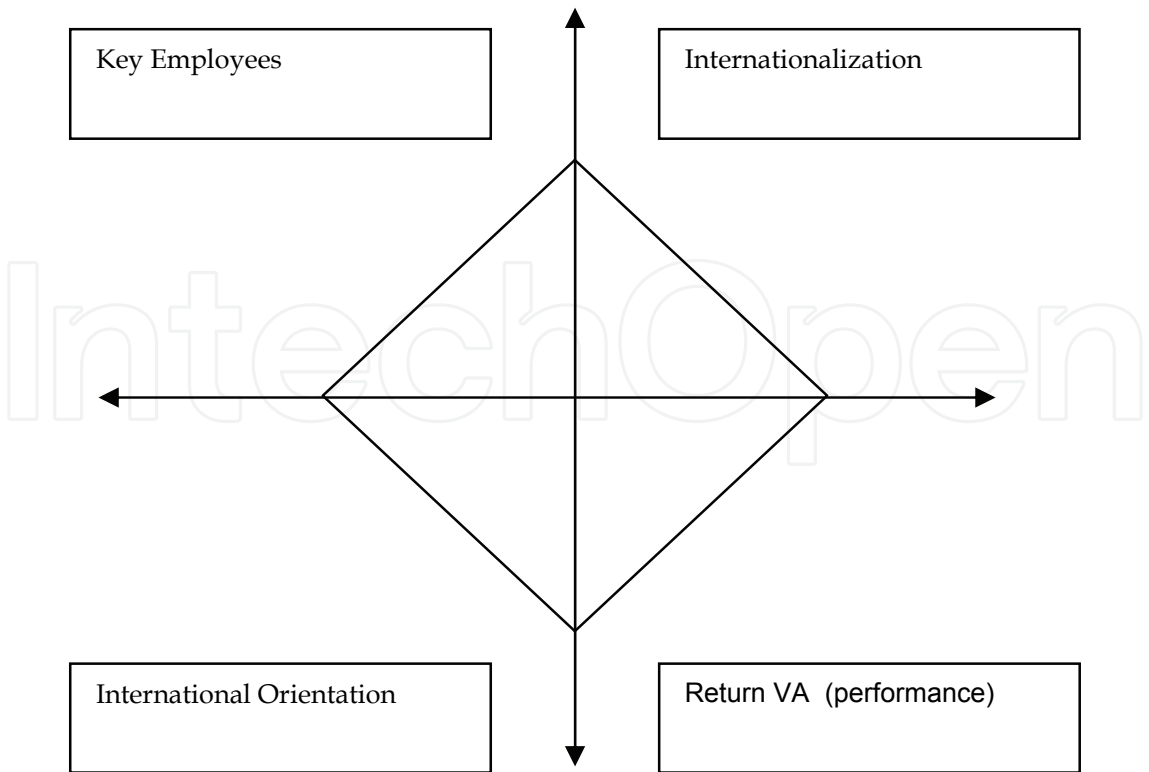 Key Employees
Internationalization
IntechOpen
International Orientation
Return VA (performance)